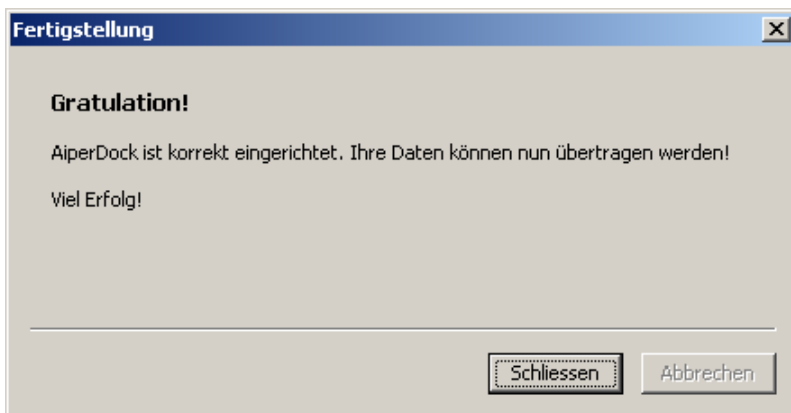 Fertigstellung
Gratulation!
AiperDock ist korrekt eingerichtet. Ihre Daten können nun übertragen werden!
Viel Erfolg!
Schliessen
Abbrechen